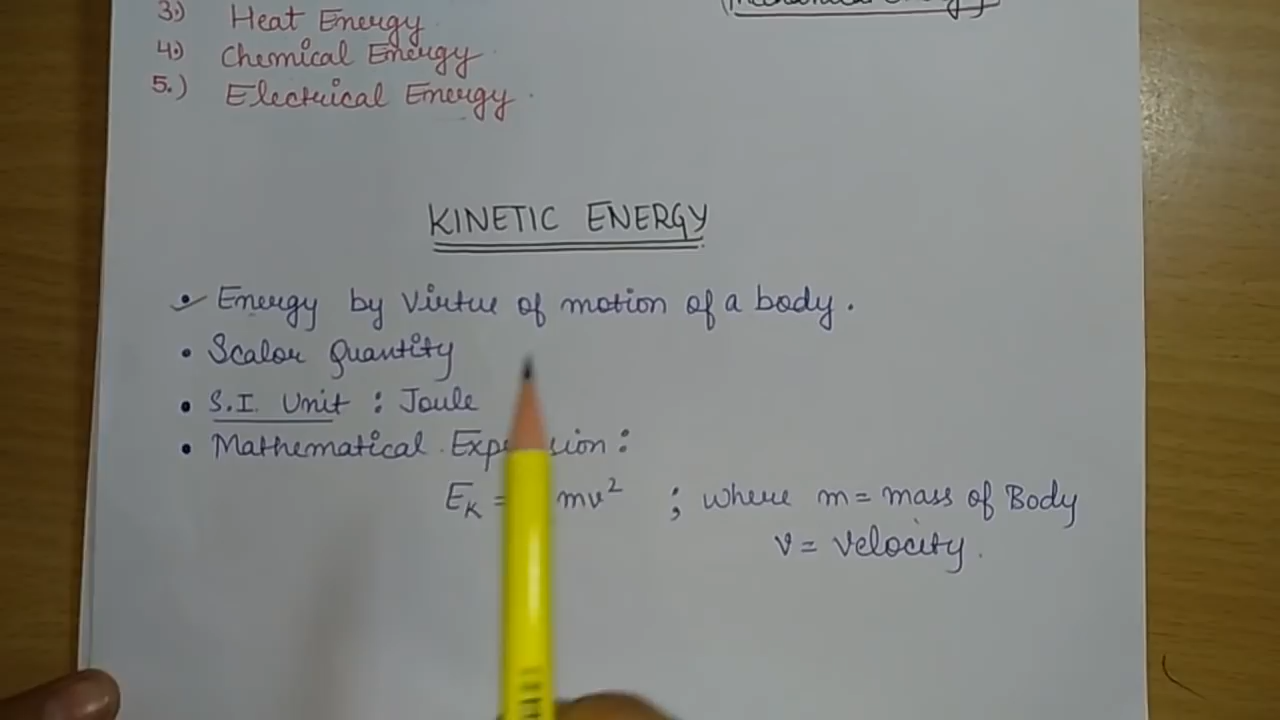 3.) Heat Energy
4.) Chemical Energy
5.) Electrical Energy
KINETIC ENERGY
• Energy by virtue of motion of a body.
• Scalar Quantity
• S.I. Unit : Joule
• Mathematical :
E_K = mv² ; where m = mass of Body
v = velocity.